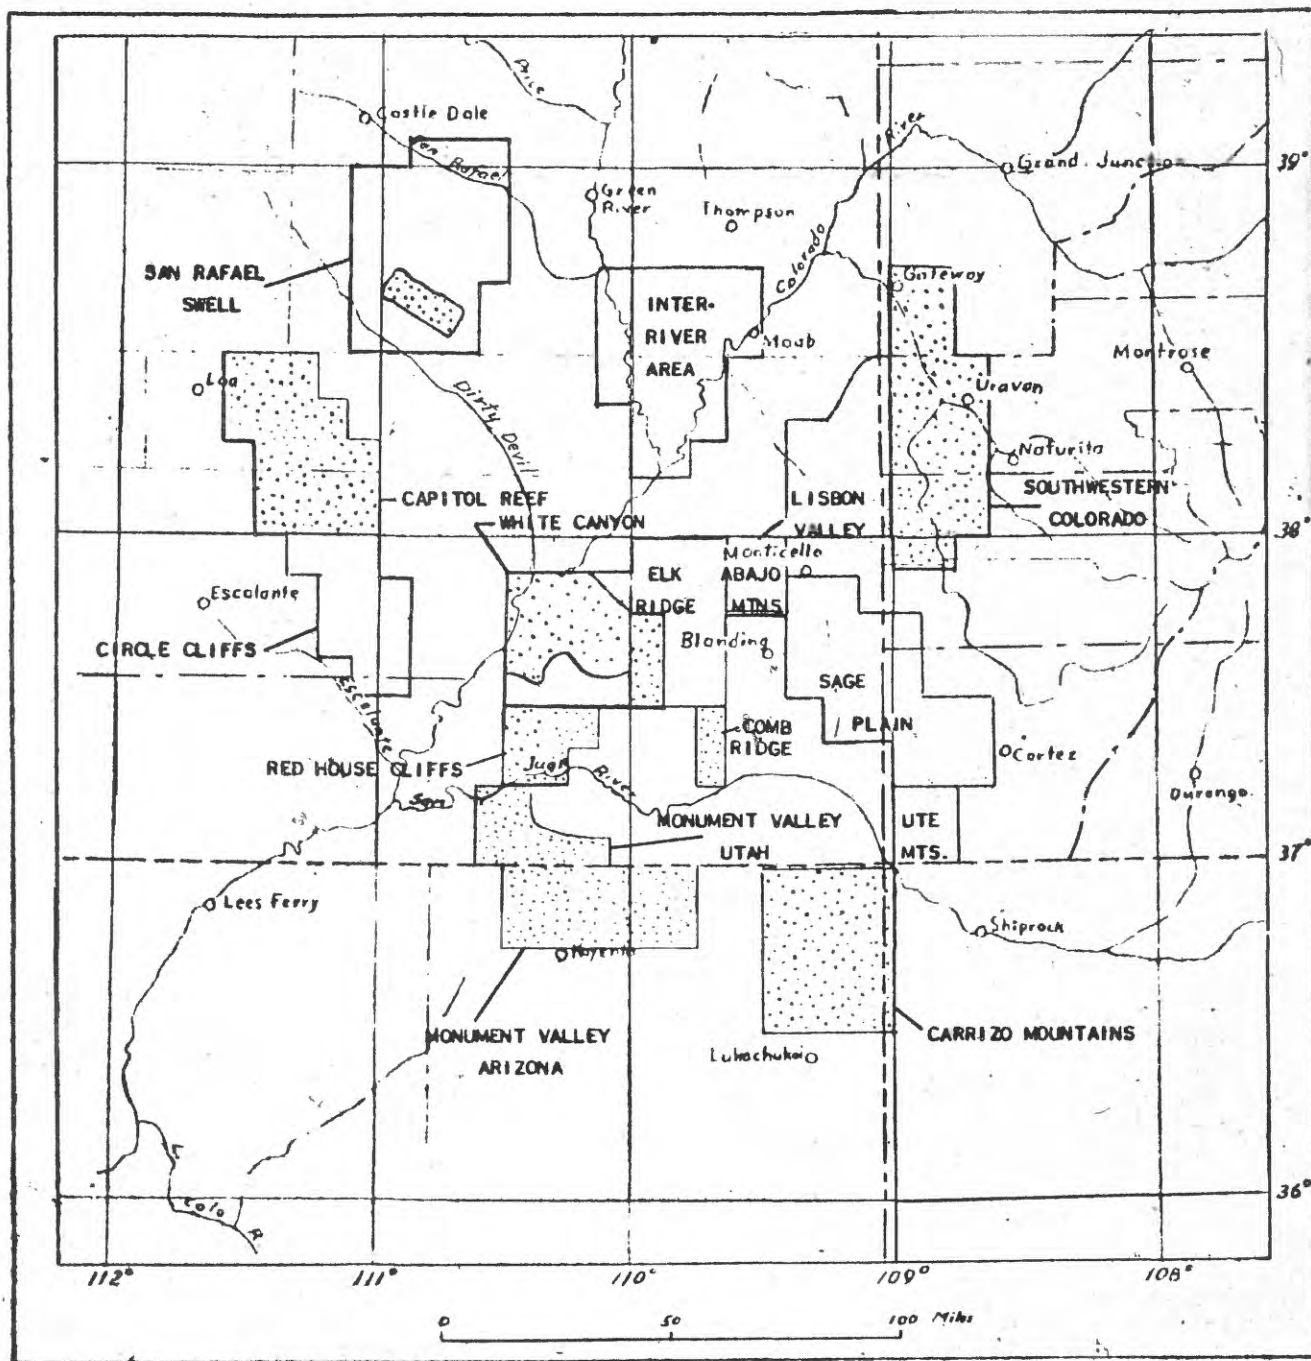 Price
Castle Dale
San Rafael
River
Grand Junction
39°
Green
River
Thompson
Colorado
SAN RAFAEL
SWELL
Gateway
INTER-
RIVER
AREA
Moab
Montrose
Loa
Dirty Devil
Uravan
Naturita
CAPITOL REEF
WHITE CANYON
LISBON
VALLEY
SOUTHWESTERN
COLORADO
38°
Monticello
ELK
RIDGE
ABAJO
MTNS
Escalante
Blanding
CIRCLE CLIFFS
SAGE
PLAIN
Escalante
COMB
RIDGE
Cortez
RED HOUSE CLIFFS
San Juan River
Durango
MONUMENT VALLEY
UTAH
UTE
MTS.
37°
Lees Ferry
Shiprock
Kayenta
MONUMENT VALLEY
ARIZONA
CARRIZO MOUNTAINS
Lukachukai
36°
Colo R
112°
111°
110°
109°
108°
0 50 100 Miles